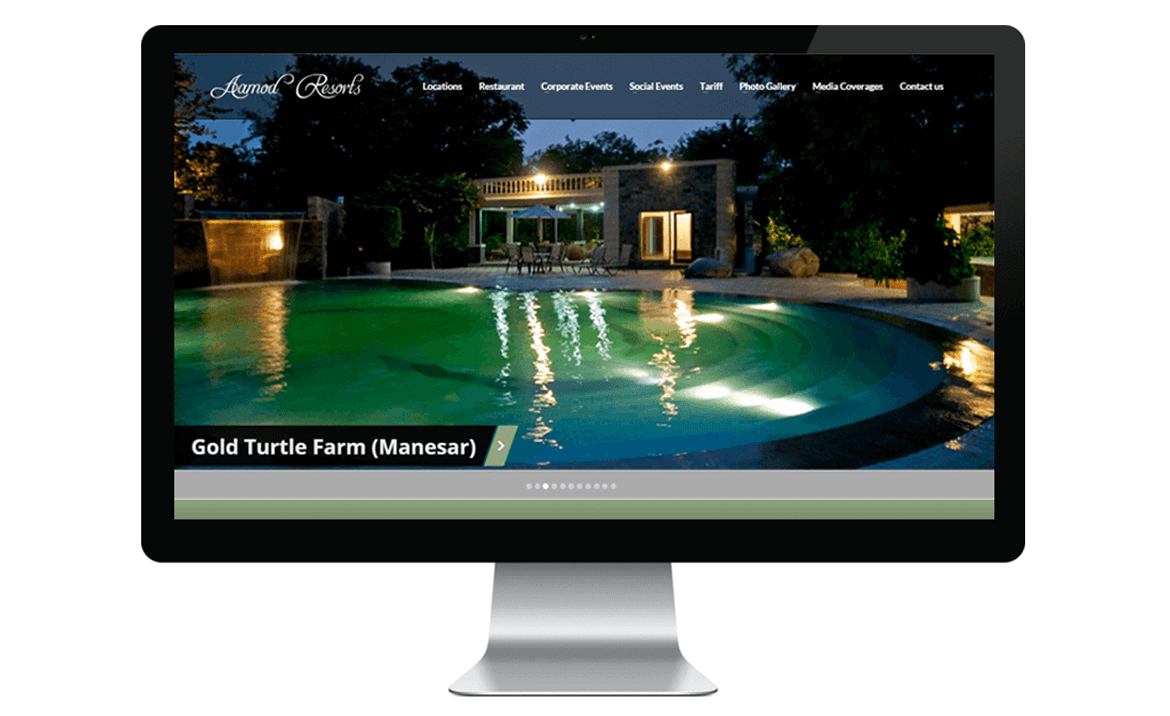 Aamod Resorts
Locations Restaurant Corporate Events Social Events Tariff Photo Gallery Media Coverages Contact us
Gold Turtle Farm (Manesar)